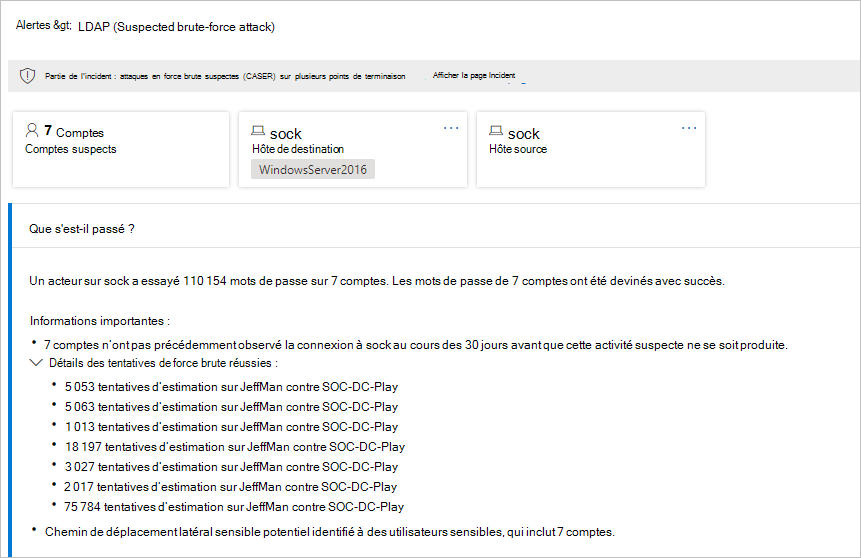 Alertes &gt; LDAP (Suspected brute-force attack)
Partie de l'incident : attaques en force brute suspectes (CASER) sur plusieurs points de terminaison Afficher la page Incident
7 Comptes
Comptes suspects
sock
Hôte de destination
WindowsServer2016
sock
Hôte source
Que s'est-il passé ?
Un acteur sur sock a essayé 110 154 mots de passe sur 7 comptes. Les mots de passe de 7 comptes ont été devinés avec succès.
Informations importantes :
• 7 comptes n'ont pas précédemment observé la connexion à sock au cours des 30 jours avant que cette activité suspecte ne se soit produite.
Détails des tentatives de force brute réussies :
• 5 053 tentatives d'estimation sur JeffMan contre SOC-DC-Play
• 5 063 tentatives d'estimation sur JeffMan contre SOC-DC-Play
• 1 013 tentatives d'estimation sur JeffMan contre SOC-DC-Play
• 18 197 tentatives d'estimation sur JeffMan contre SOC-DC-Play
• 3 027 tentatives d'estimation sur JeffMan contre SOC-DC-Play
• 2 017 tentatives d'estimation sur JeffMan contre SOC-DC-Play
• 75 784 tentatives d'estimation sur JeffMan contre SOC-DC-Play
• Chemin de déplacement latéral sensible potentiel identifié à des utilisateurs sensibles, qui inclut 7 comptes.